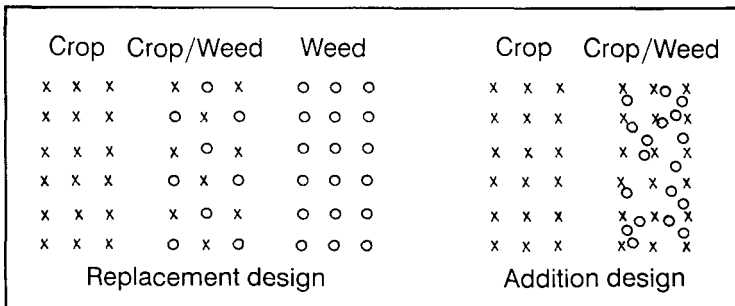 Crop Crop/Weed Weed Crop Crop/Weed
x x x x o x o o o x x x
x x x o x o o o o x x x
x x x x o x o o o x x x
x x x o x o o o o x x x
x x x x o x o o o x x x
x x x o x o o o o x x x
Replacement design Addition design